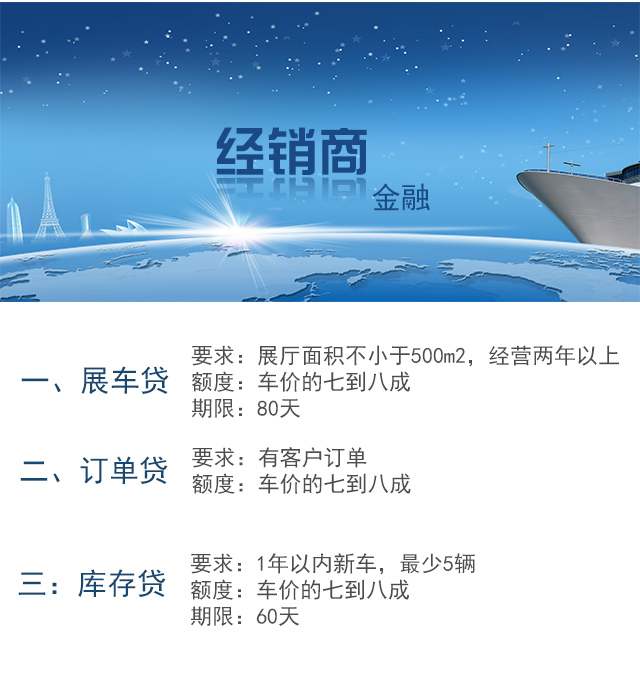 经销商
金融
一、展车贷
要求：展厅面积不小于500m2，经营两年以上
额度：车价的七到八成
期限：80天
二、订单贷
要求：有客户订单
额度：车价的七到八成
三：库存贷
要求：1年以内新车，最少5辆
额度：车价的七到八成
期限：60天